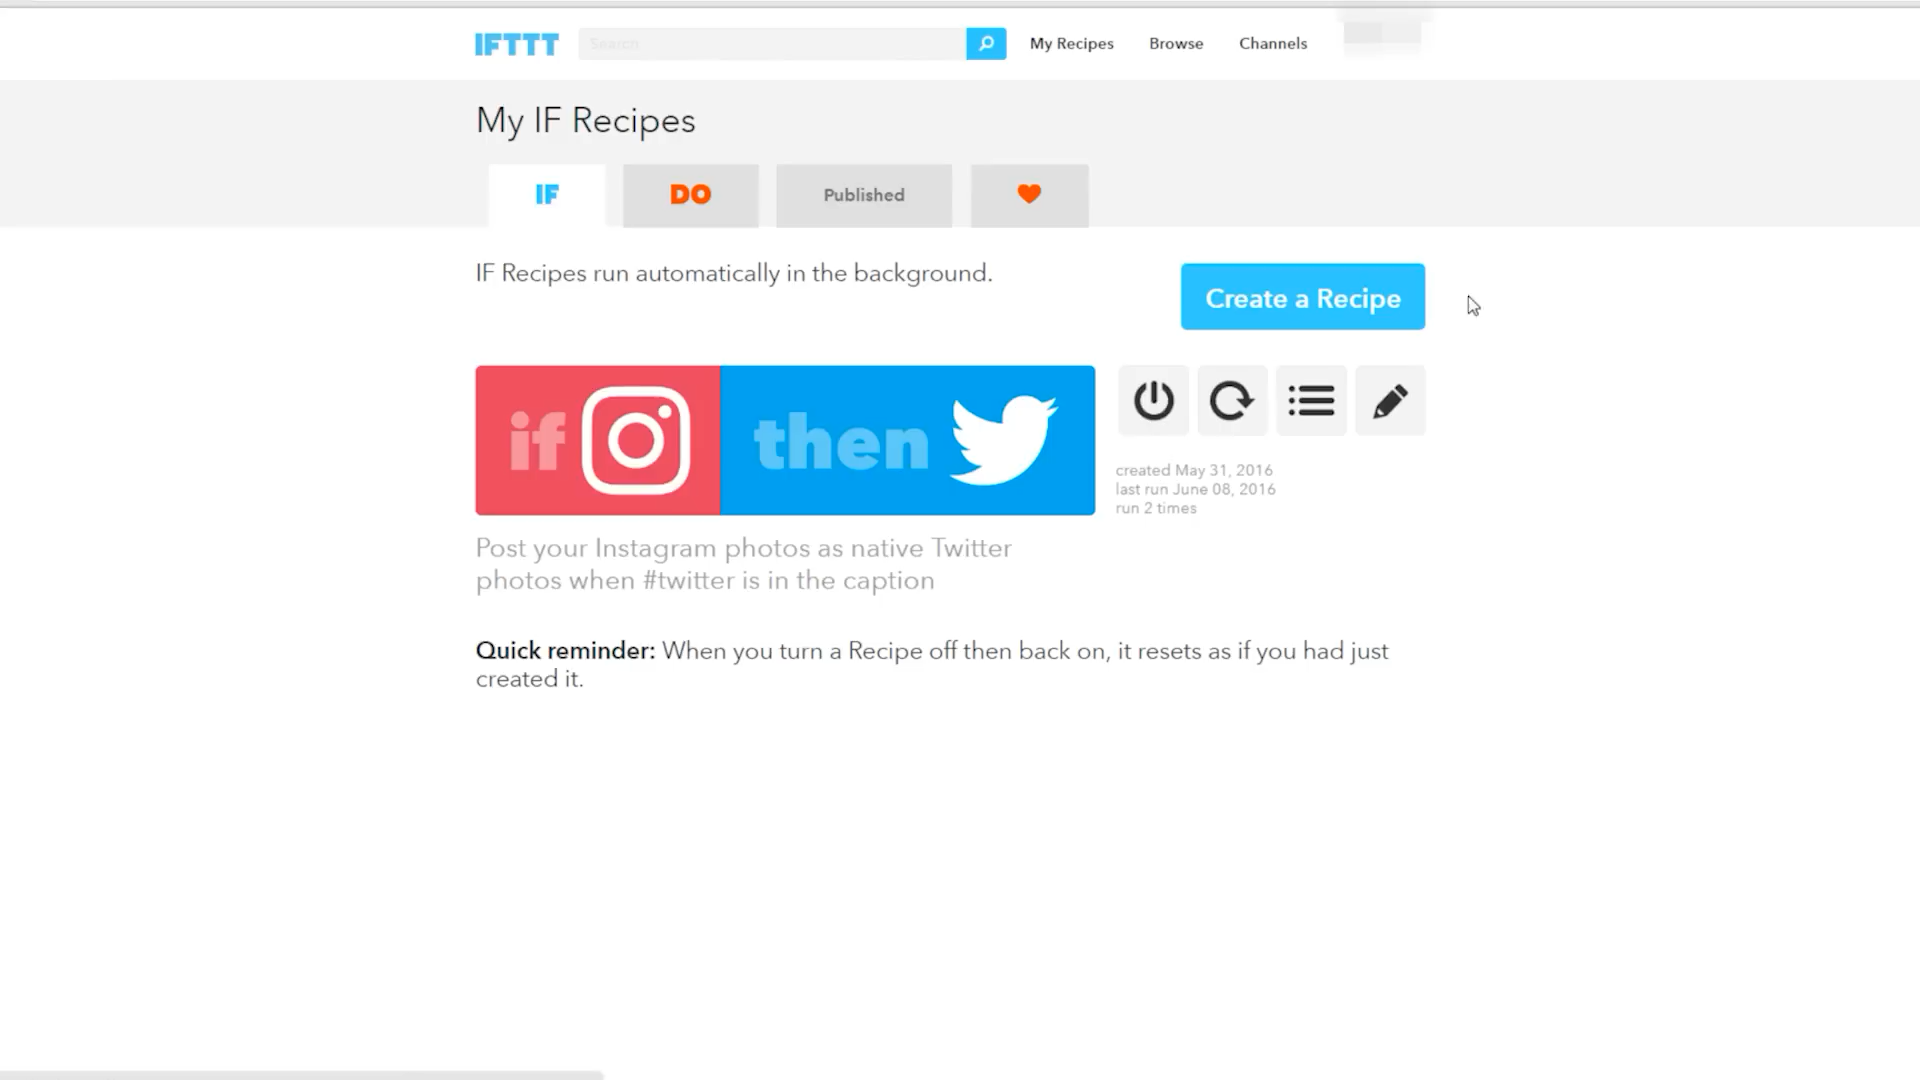 IFTTT Search My Recipes Browse Channels
My IF Recipes
IF DO Published
IF Recipes run automatically in the background.
Create a Recipe
if then
created May 31, 2016
last run June 08, 2016
run 2 times
Post your Instagram photos as native Twitter
photos when #twitter is in the caption
Quick reminder: When you turn a Recipe off then back on, it resets as if you had just
created it.